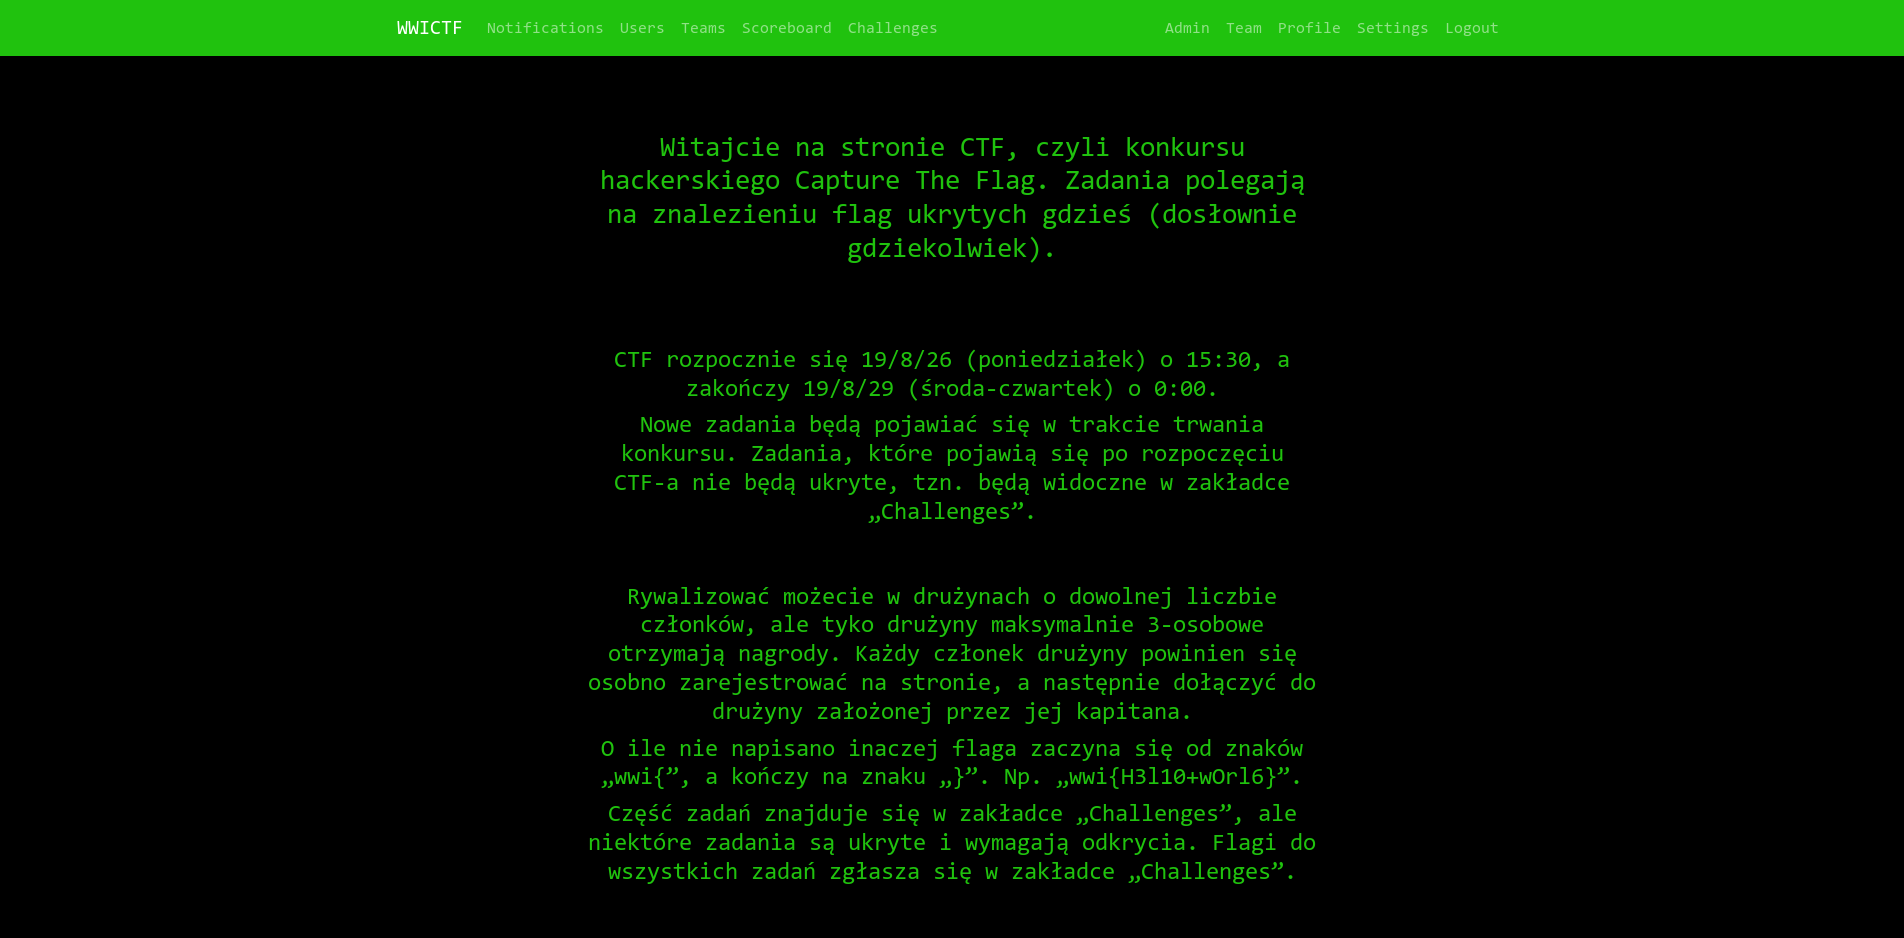 WWICTF Notifications Users Teams Scoreboard Challenges Admin Team Profile Settings Logout
Witajcie na stronie CTF, czyli konkursu
hackerskiego Capture The Flag. Zadania polegają
na znalezieniu flag ukrytych gdzieś (dosłownie
gdziekolwiek).
CTF rozpocznie się 19/8/26 (poniedziałek) o 15:30, a
zakończy 19/8/29 (środa-czwartek) o 0:00.
Nowe zadania będą pojawiać się w trakcie trwania
konkursu. Zadania, które pojawią się po rozpoczęciu
CTF-a nie będą ukryte, tzn. będą widoczne w zakładce
„Challenges”.
Rywalizować możecie w drużynach o dowolnej liczbie
członków, ale tyko drużyny maksymalnie 3-osobowe
otrzymają nagrody. Każdy członek drużyny powinien się
osobno zarejestrować na stronie, a następnie dołączyć do
drużyny założonej przez jej kapitana.
O ile nie napisano inaczej flaga zaczyna się od znaków
„wwi{”, a kończy na znaku „}”. Np. „wwi{H3l10+wOrl6}”.
Część zadań znajduje się w zakładce „Challenges”, ale
niektóre zadania są ukryte i wymagają odkrycia. Flagi do
wszystkich zadań zgłasza się w zakładce „Challenges”.